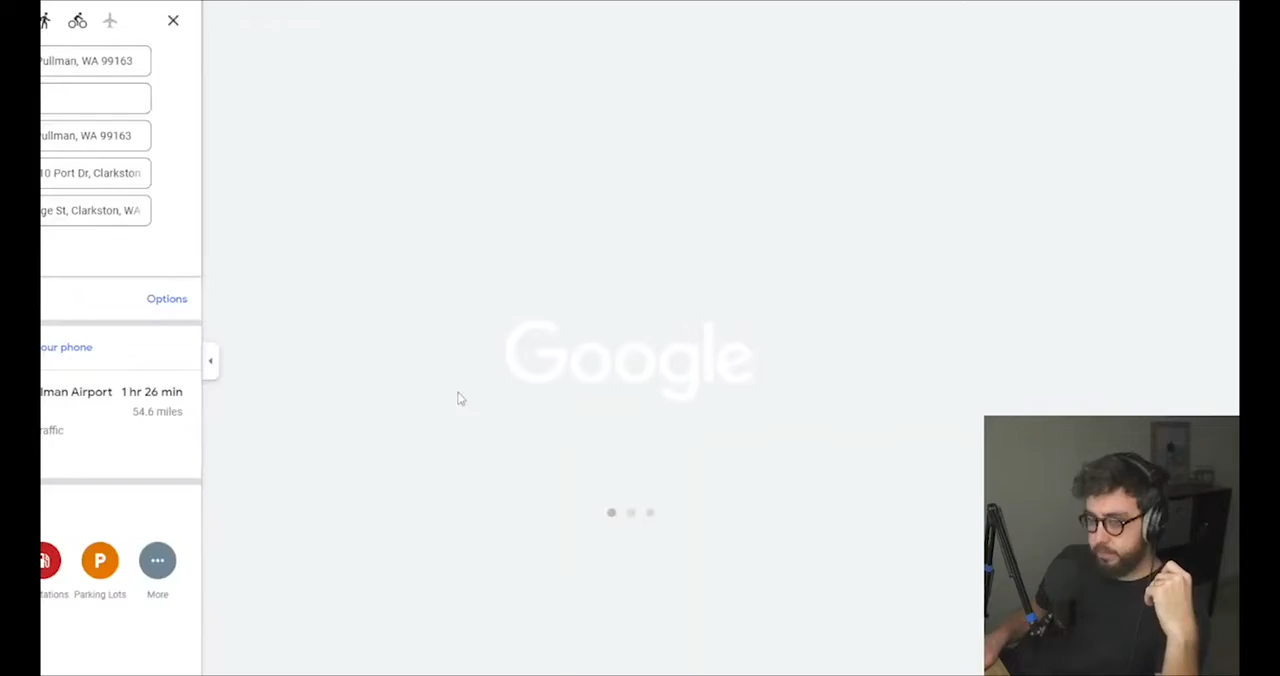 Pullman, WA 99163
ullman, WA 99163
10 Port Dr, Clarkston
ge St, Clarkston, WA
Options
our phone
lman Airport 1 hr 26 min
54.6 miles
raffic
Google
P
tations Parking Lots More